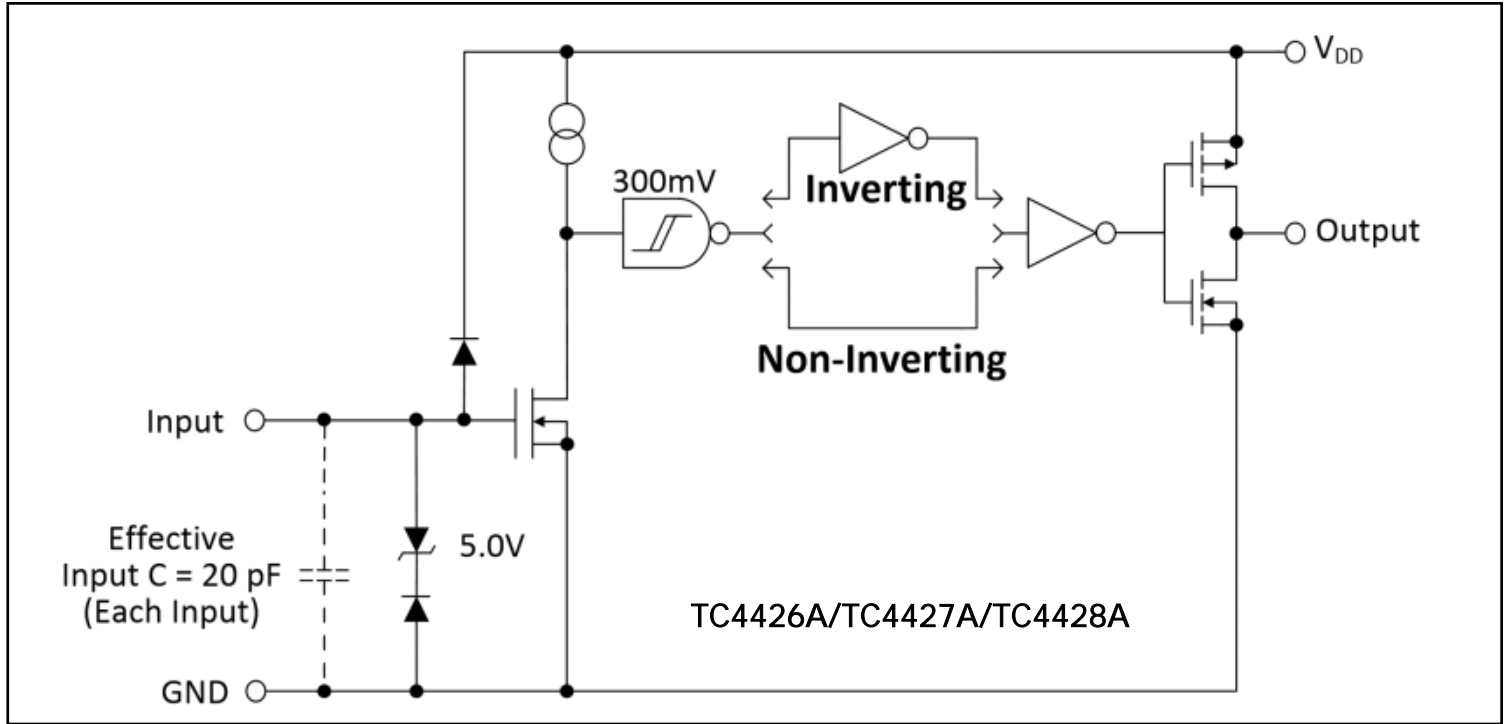 V_DD
300mV
Inverting
Output
Non-Inverting
Input
Effective
Input C = 20 pF
(Each Input)
5.0V
TC4426A/TC4427A/TC4428A
GND